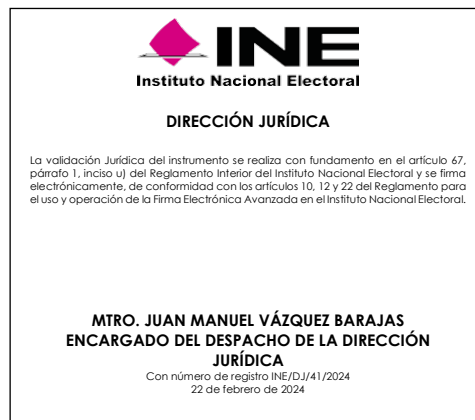 INE
Instituto Nacional Electoral
DIRECCIÓN JURÍDICA
La validación Jurídica del instrumento se realiza con fundamento en el artículo 67,
párrafo 1, inciso u) del Reglamento Interior del Instituto Nacional Electoral y se firma
electrónicamente, de conformidad con los artículos 10, 12 y 22 del Reglamento para
el uso y operación de la Firma Electrónica Avanzada en el Instituto Nacional Electoral.
MTRO. JUAN MANUEL VÁZQUEZ BARAJAS
ENCARGADO DEL DESPACHO DE LA DIRECCIÓN
JURÍDICA
Con número de registro INE/DJ/41/2024
22 de febrero de 2024